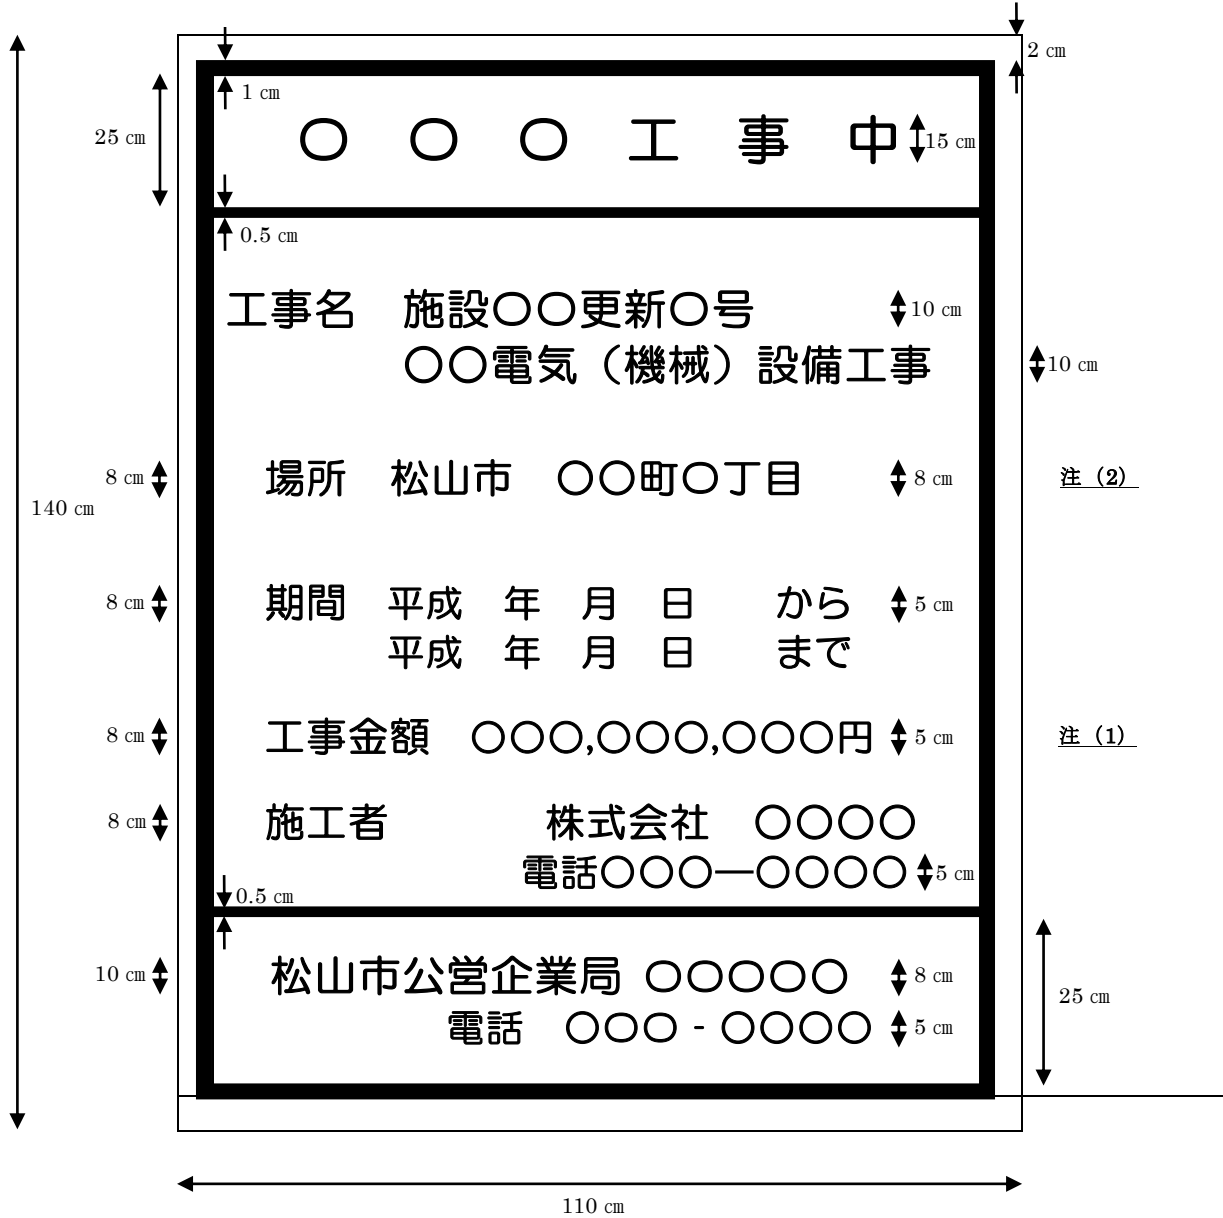 2 ㎝
1 ㎝
25 ㎝
〇 〇 〇 工 事 中
15 ㎝
0.5 ㎝
工事名　施設〇〇更新〇号
10 ㎝
〇〇電気（機械）設備工事
10 ㎝
8 ㎝
場所　松山市　〇〇町〇丁目
8 ㎝
注（2）
140 ㎝
8 ㎝
期間　平成　年　月　日　　から
5 ㎝
平成　年　月　日　　まで
8 ㎝
工事金額　〇〇〇,〇〇〇,〇〇〇円
5 ㎝
注（1）
8 ㎝
施工者　　　　株式会社　〇〇〇〇
電話〇〇〇―〇〇〇〇
5 ㎝
0.5 ㎝
10 ㎝
松山市公営企業局 〇〇〇〇〇
8 ㎝
25 ㎝
電話　〇〇〇 - 〇〇〇〇
5 ㎝
110 ㎝